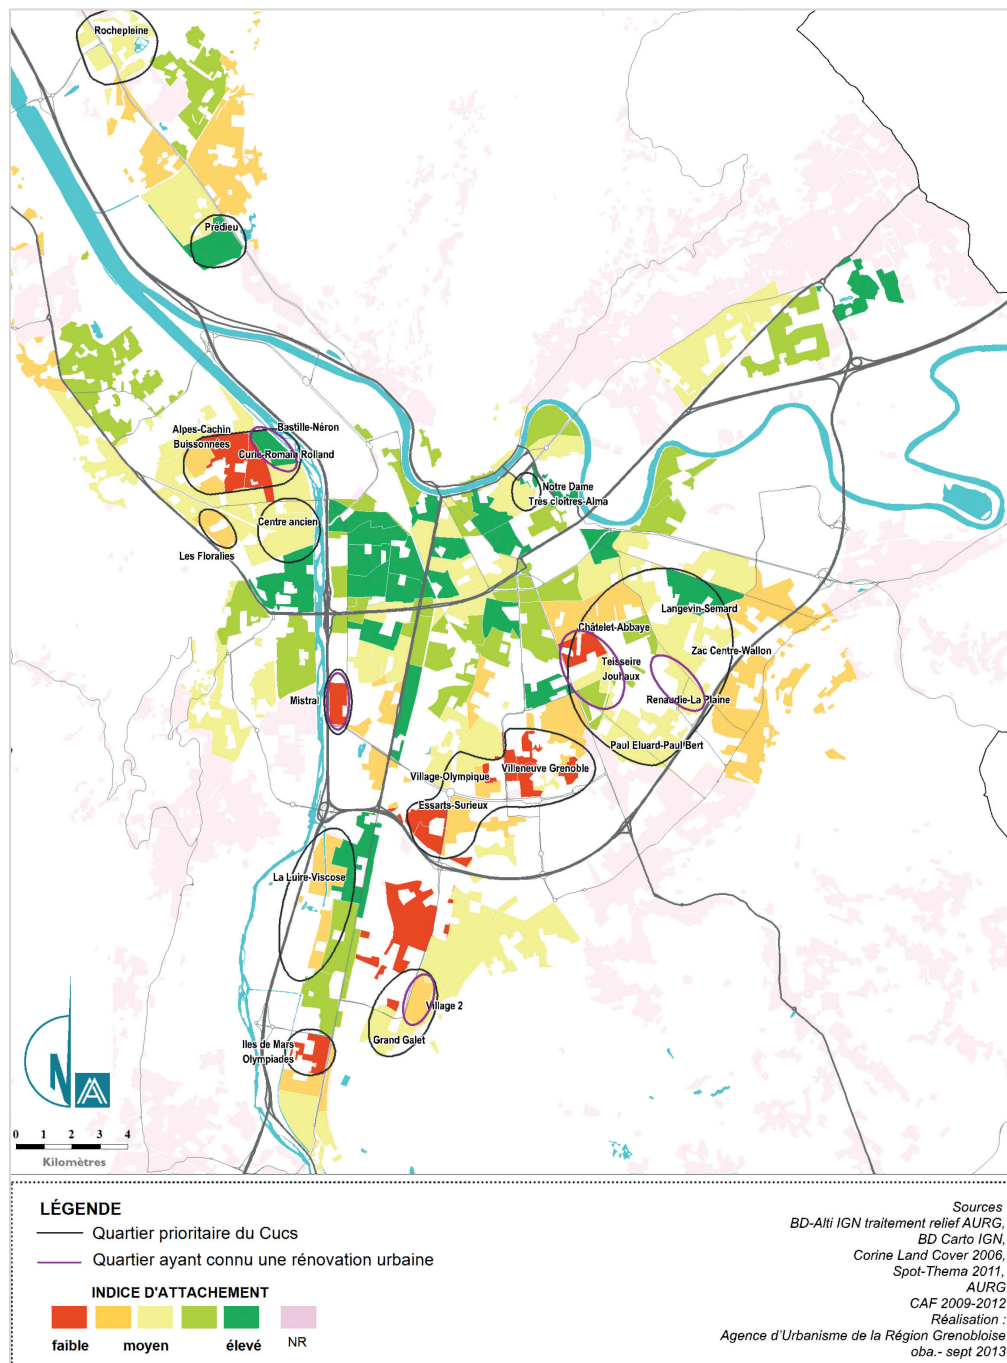 Rochepleine
Prédieu
Alpes-Cachin
Bastille-Néron
Buissonnées
Curie-Romain Rolland
Notre Dame
Très cloîtres-Alma
Centre ancien
Les Floralies
Langevin-Semard
Châtelet-Abbaye
Zac Centre-Wallon
Teisseire
Jouhaux
Mistral
Renaudie-La Plaine
Paul Eluard-Paul Bert
Villeneuve Grenoble
Village-Olympique
Essarts-Surieux
La Luire-Viscose
Village 2
Grand Galet
Iles de Mars
Olympiades
N
0 1 2 3 4
Kilomètres
LÉGENDE
Quartier prioritaire du Cucs
Quartier ayant connu une rénovation urbaine
INDICE D'ATTACHEMENT
faible moyen élevé NR
Sources
BD-Alti IGN traitement relief AURG,
BD Carto IGN,
Corine Land Cover 2006,
Spot-Thema 2011,
AURG
CAF 2009-2012
Réalisation :
Agence d'Urbanisme de la Région Grenobloise
oba.- sept 2013